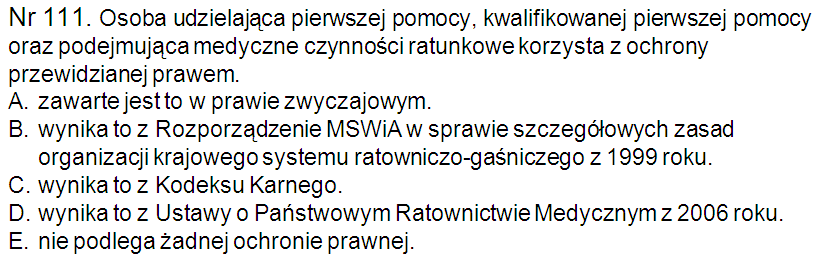 Nr 111. Osoba udzielająca pierwszej pomocy, kwalifikowanej pierwszej pomocy
oraz podejmująca medyczne czynności ratunkowe korzysta z ochrony
przewidzianej prawem.
A. zawarte jest to w prawie zwyczajowym.
B. wynika to z Rozporządzenie MSWiA w sprawie szczegółowych zasad
organizacji krajowego systemu ratowniczo-gaśniczego z 1999 roku.
C. wynika to z Kodeksu Karnego.
D. wynika to z Ustawy o Państwowym Ratownictwie Medycznym z 2006 roku.
E. nie podlega żadnej ochronie prawnej.